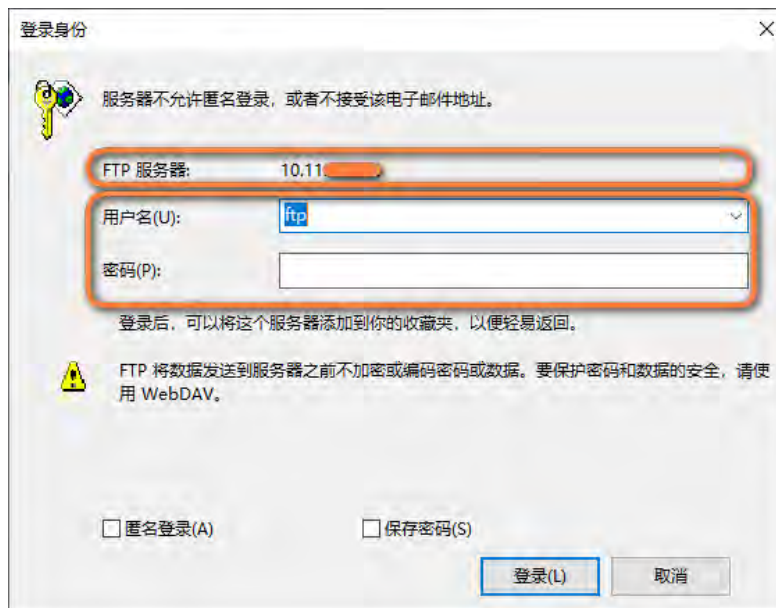 登录身份
服务器不允许匿名登录，或者不接受该电子邮件地址。
FTP 服务器: 10.11
用户名(U): ftp
密码(P):
登录后，可以将这个服务器添加到你的收藏夹，以便轻易返回。
FTP 将数据发送到服务器之前不加密或编码密码或数据。要保护密码和数据的安全，请使
用 WebDAV。
匿名登录(A) 保存密码(S)
登录(L) 取消